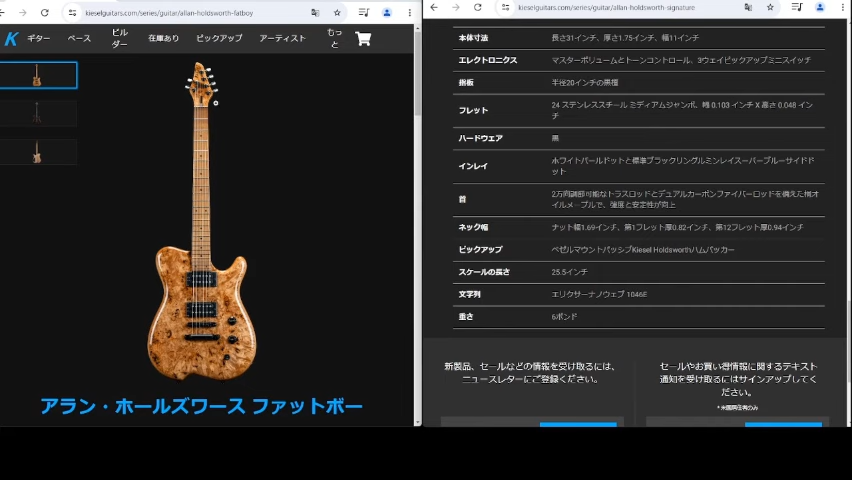 kieselguitars.com/series/guitar/allan-holdsworth-fatboy
K
ギター
ベース
ビル
ダー
在庫あり
ピックアップ
アーティスト
もっ
と
アラン・ホールズワース ファットボー
kieselguitars.com/series/guitar/allan-holdsworth-signature
本体寸法 長さ31インチ、厚さ1.75インチ、幅11インチ
エレクトロニクス マスターボリュームとトーンコントロール、3ウェイピックアップミニスイッチ
指板 半径20インチの黒檀
フレット 24 ステンレススチール ミディアムジャンボ、幅 0.103 インチ X 高さ 0.048 イン
チ
ハードウェア 黒
インレイ ホワイトパールドットと標準ブラックリングルミンレイスーパーブルーサイドド
ット
首 2方向調節可能なトラスロッドとデュアルカーボンファイバーロッドを備えた桐オ
イルメープルで、強度と安定性が向上
ネック幅 ナット幅1.69インチ、第1フレット厚0.82インチ、第12フレット厚0.94インチ
ピックアップ ベゼルマウントパッシブKiesel Holdsworthハムバッカー
スケールの長さ 25.5インチ
文字列 エリクサーナノウェブ 1046E
重さ 6ポンド
新製品、セールなどの情報を受け取るには、
ニュースレターにご登録ください。
セールやお買い得情報に関するテキスト
通知を受け取るにはサインアップしてく
ださい。
* 米国居住者のみ